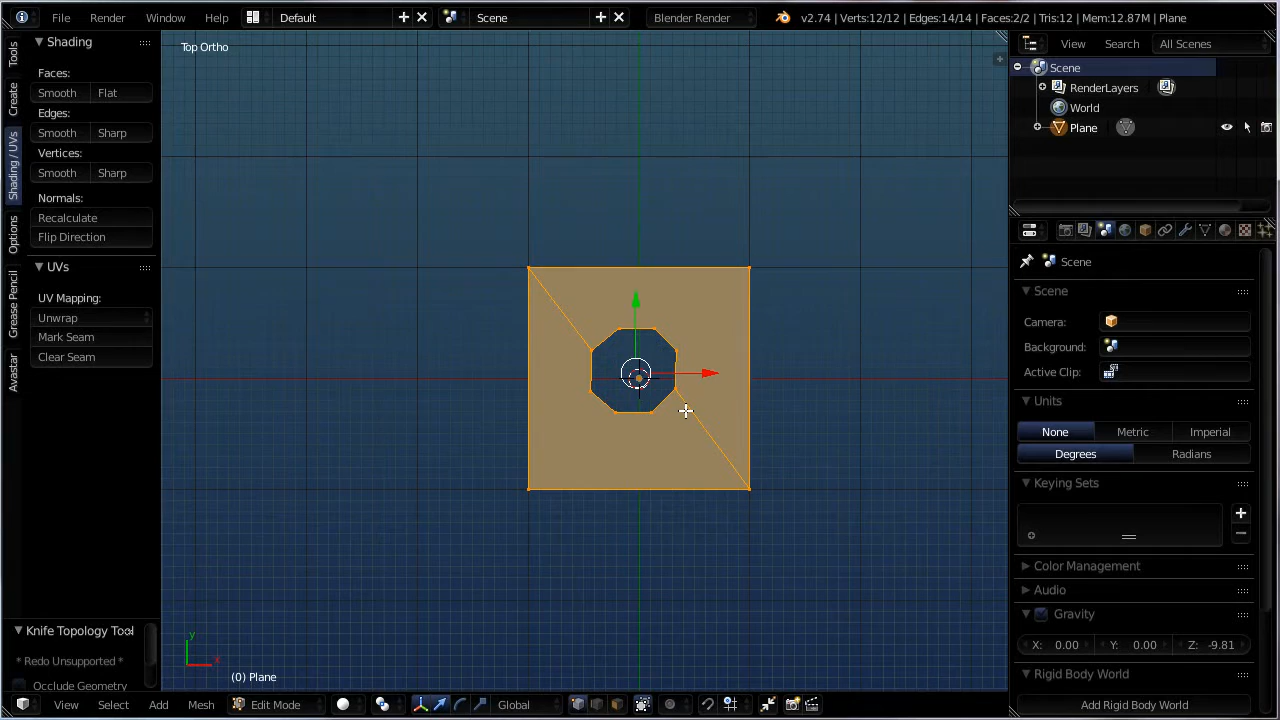 File Render Window Help Default Scene Blender Render v2.74 | Verts:12/12 | Edges:14/14 | Faces:2/2 | Tris:12 | Mem:12.87M | Plane
Tools
Create
Shading / UVs
Options
Grease Pencil
Avastar
Shading
Faces:
Smooth Flat
Edges:
Smooth Sharp
Vertices:
Smooth Sharp
Normals:
Recalculate
Flip Direction
UVs
UV Mapping:
Unwrap
Mark Seam
Clear Seam
Knife Topology Tool
* Redo Unsupported *
Occlude Geometry
Top Ortho
y
x
(0) Plane
View Select Add Mesh Edit Mode Global
View Search All Scenes
Scene
RenderLayers
World
Plane
Scene
Scene
Camera:
Background:
Active Clip:
Units
None Metric Imperial
Degrees Radians
Keying Sets
Color Management
Audio
Gravity
X: 0.00 Y: 0.00 Z: -9.81
Rigid Body World
Add Rigid Body World